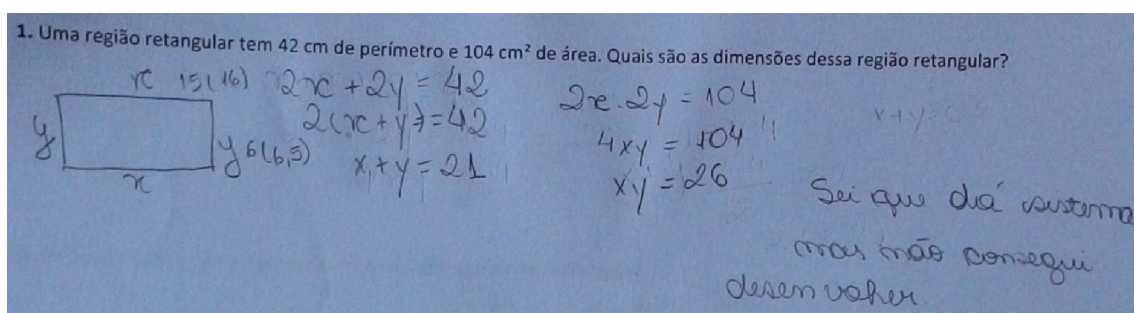 1. Uma região retangular tem 42 cm de perímetro e 104 cm² de área. Quais são as dimensões dessa região retangular?
x 15(16)
y
y 6(6,5)
x
2x + 2y = 42
2(x + y) = 42
x + y = 21
2x . 2y = 104
4xy = 104
xy = 26
x+y=
Sei que dá sistema
mas não consegui
desenvolver.